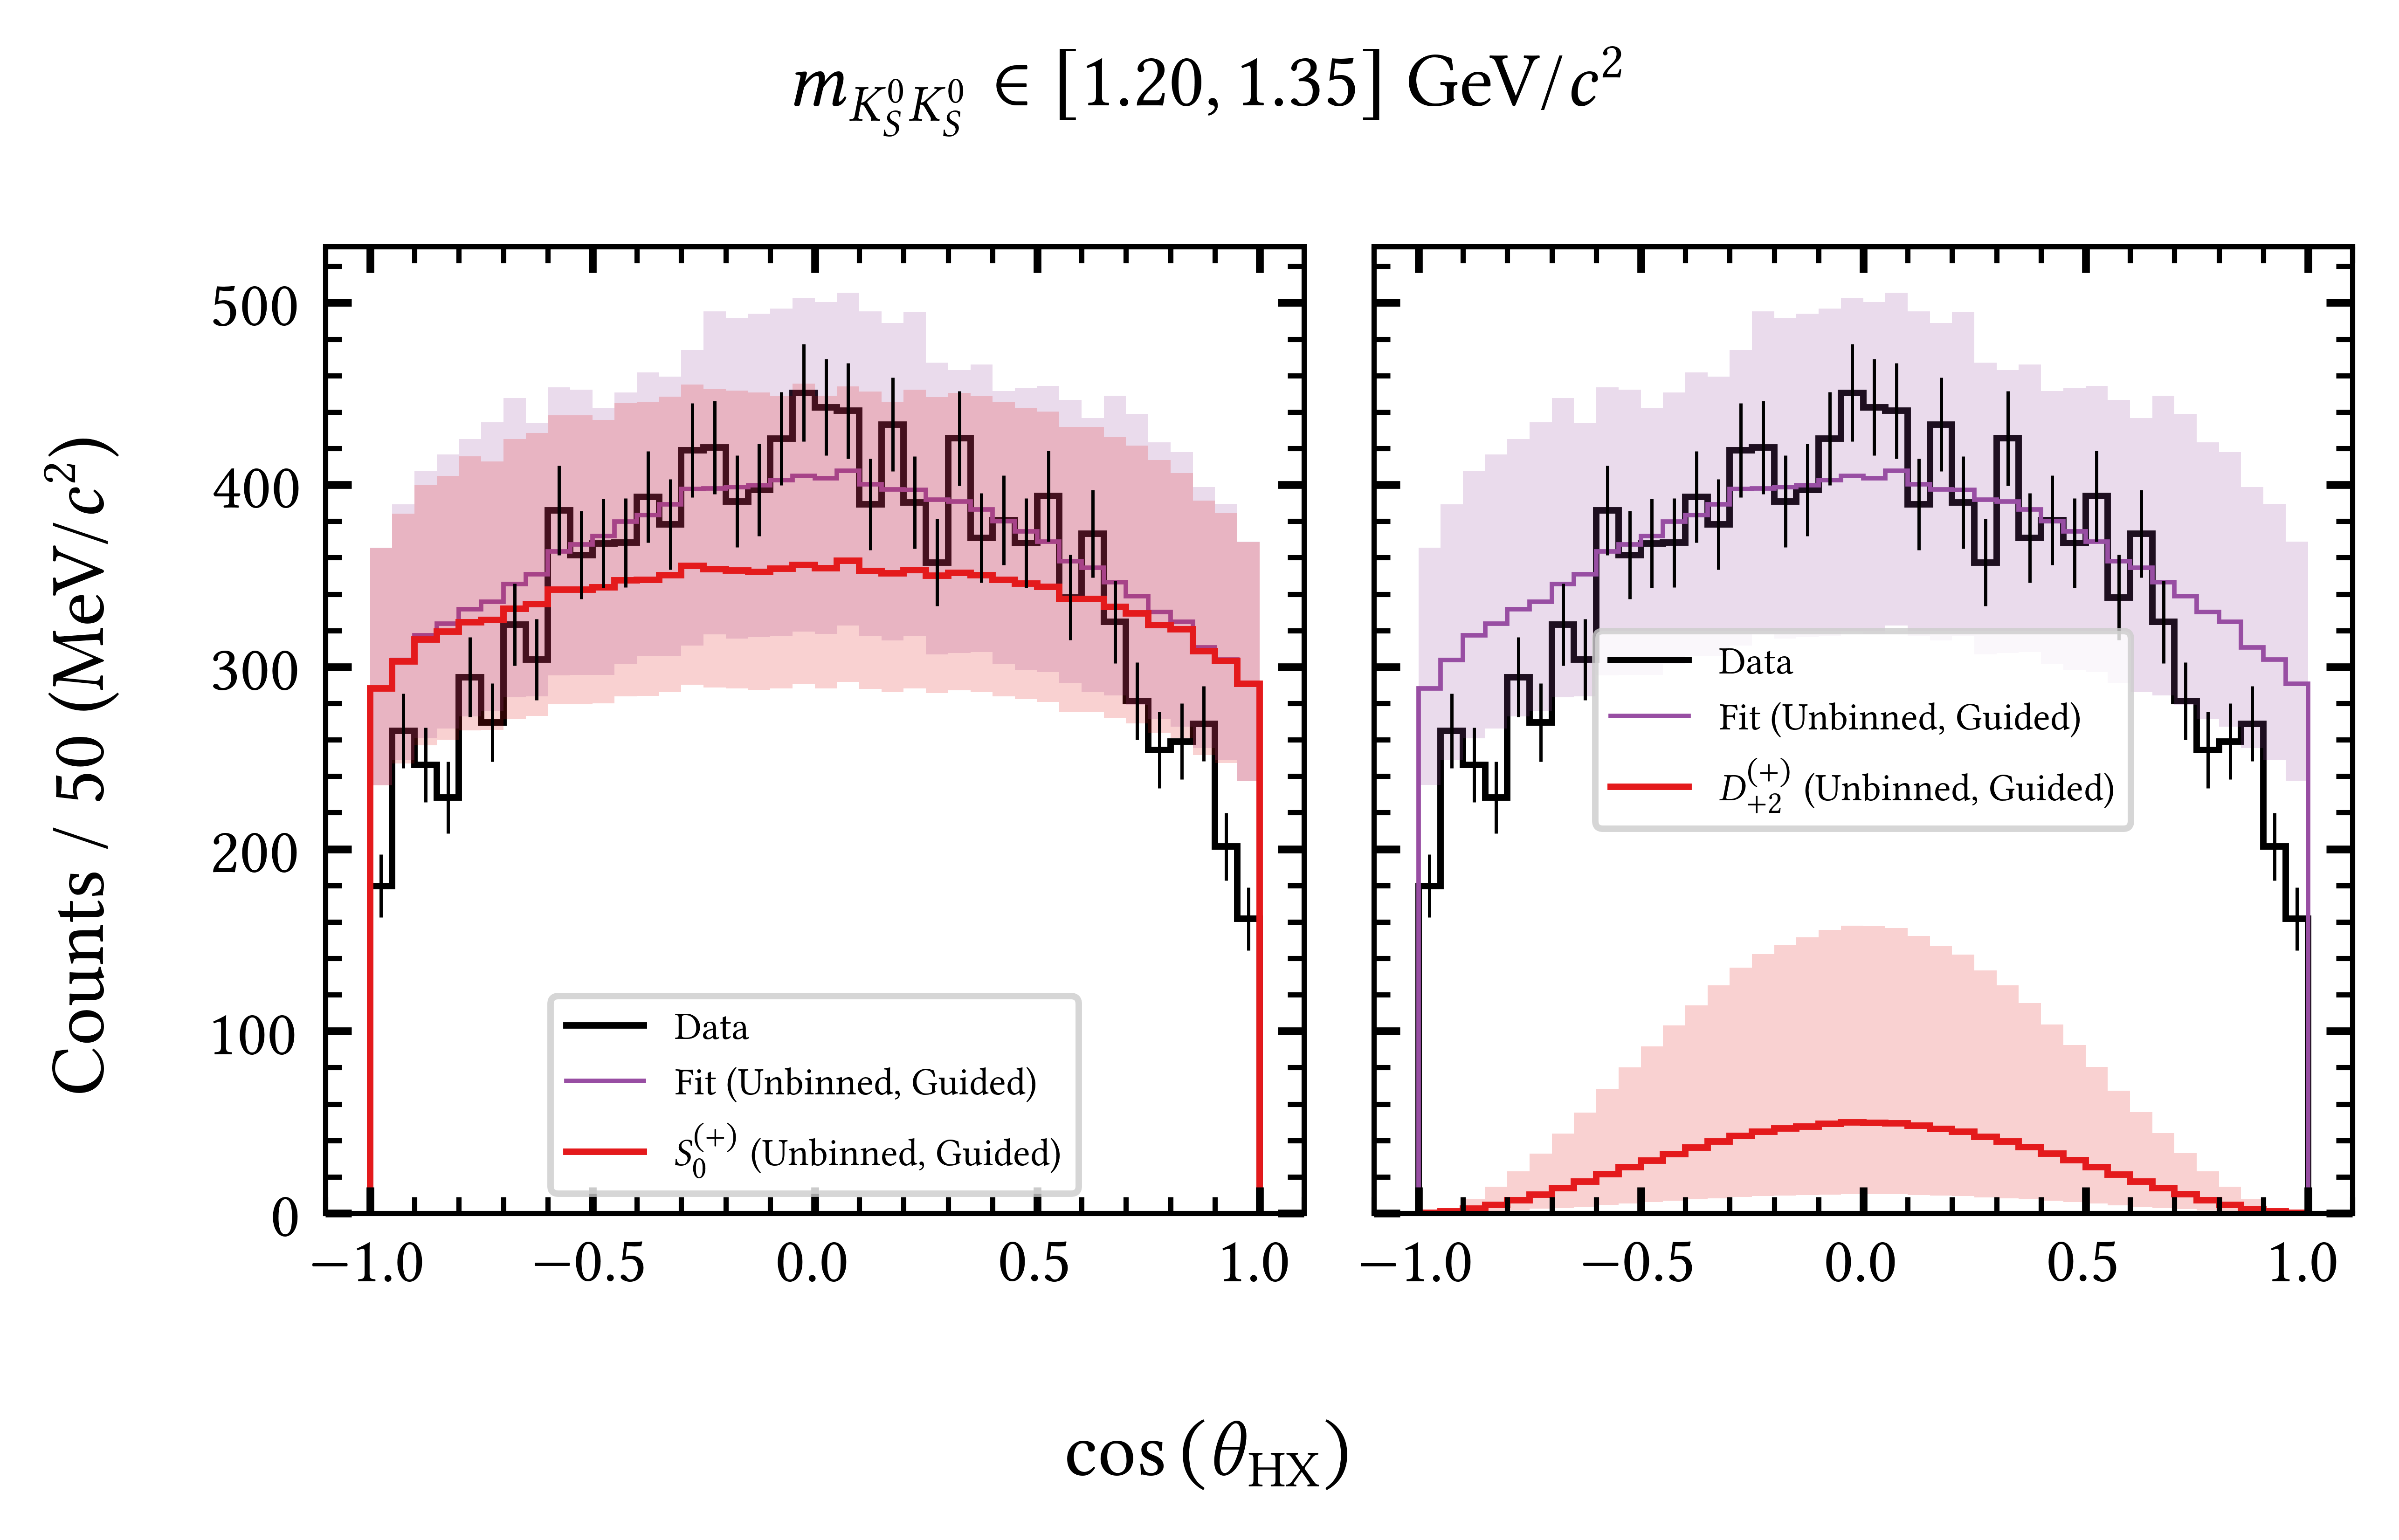 m_{K_S^0 K_S^0} ∈ [1.20, 1.35] GeV/c²
Counts / 50 (MeV/c²)
500
400
300
200
100
0
Data
Fit (Unbinned, Guided)
S_0^{(+)} (Unbinned, Guided)
Data
Fit (Unbinned, Guided)
D_{+2}^{(+)} (Unbinned, Guided)
−1.0 −0.5 0.0 0.5 1.0
−1.0 −0.5 0.0 0.5 1.0
cos (θ_{HX})